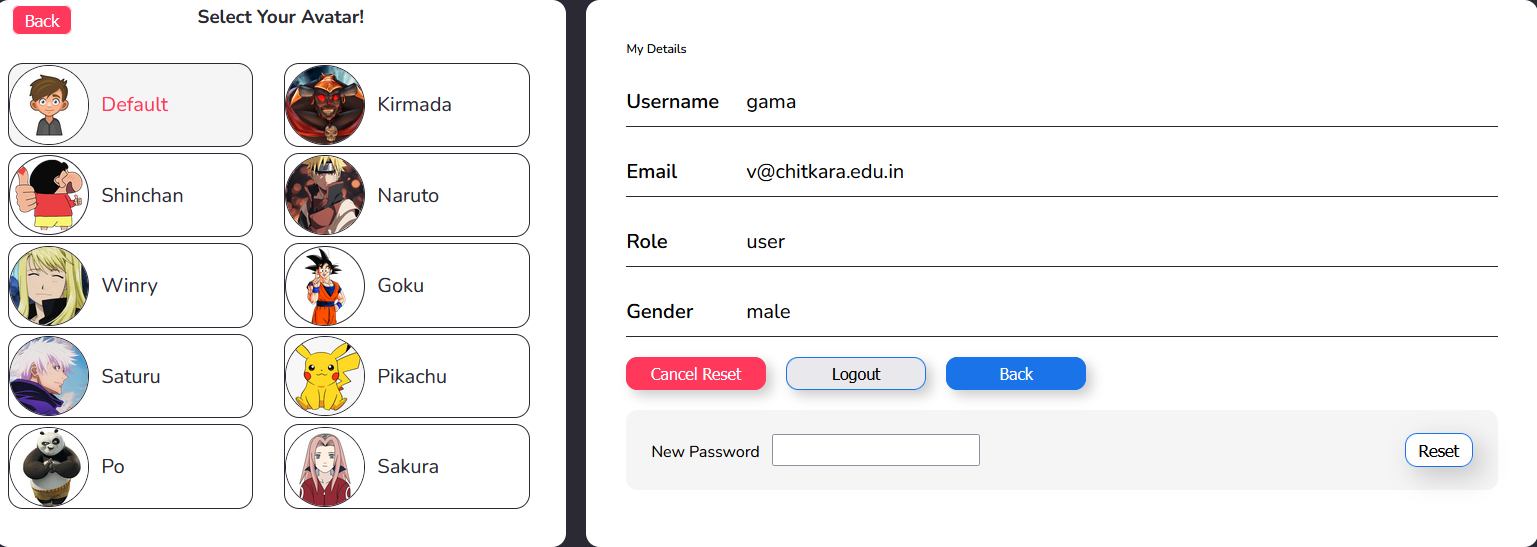 Back
Select Your Avatar!
Default
Kirmada
Shinchan
Naruto
Winry
Goku
Saturu
Pikachu
Po
Sakura
My Details
Username gama
Email v@chitkara.edu.in
Role user
Gender male
Cancel Reset
Logout
Back
New Password
Reset